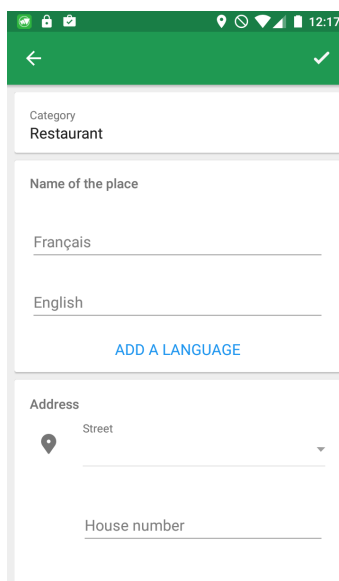 12:17
Category
Restaurant
Name of the place
Français
English
ADD A LANGUAGE
Address
Street
House number